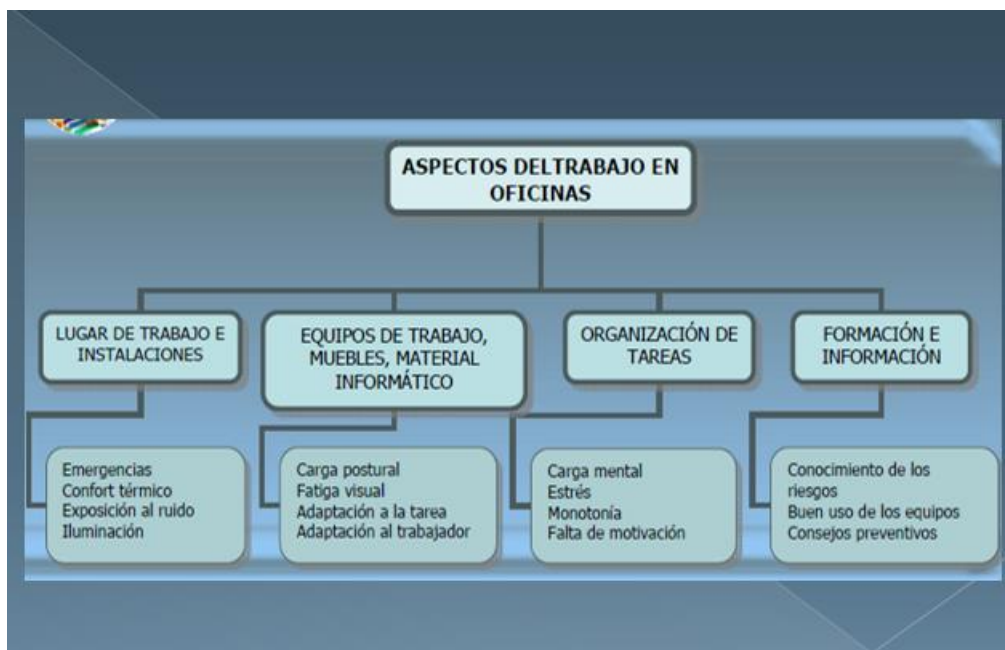 ASPECTOS DELTRABAJO EN
OFICINAS
LUGAR DE TRABAJO E
INSTALACIONES
EQUIPOS DE TRABAJO,
MUEBLES, MATERIAL
INFORMÁTICO
ORGANIZACIÓN DE
TAREAS
FORMACIÓN E
INFORMACIÓN
Emergencias
Confort térmico
Exposición al ruido
Iluminación
Carga postural
Fatiga visual
Adaptación a la tarea
Adaptación al trabajador
Carga mental
Estrés
Monotonía
Falta de motivación
Conocimiento de los
riesgos
Buen uso de los equipos
Consejos preventivos